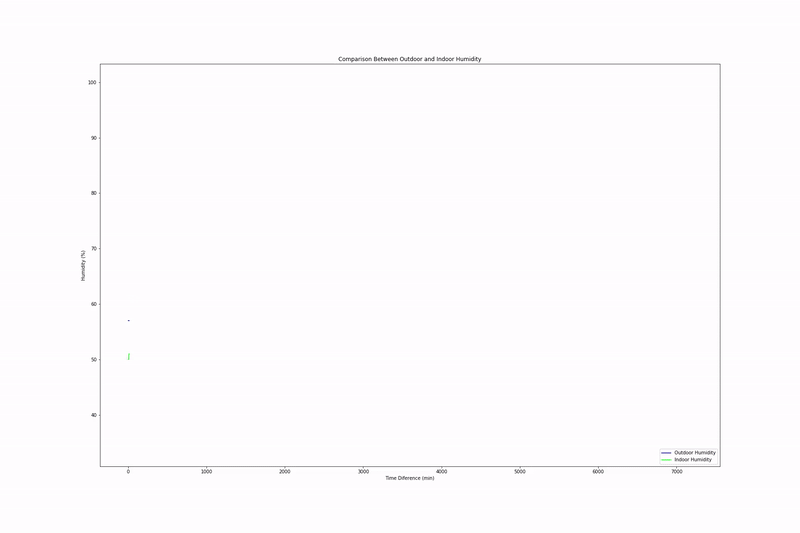 Comparison Between Outdoor and Indoor Humidity
100
90
80
70
60
50
40
Humidity (%)
0 1000 2000 3000 4000 5000 6000 7000
Time Diference (min)
Outdoor Humidity
Indoor Humidity